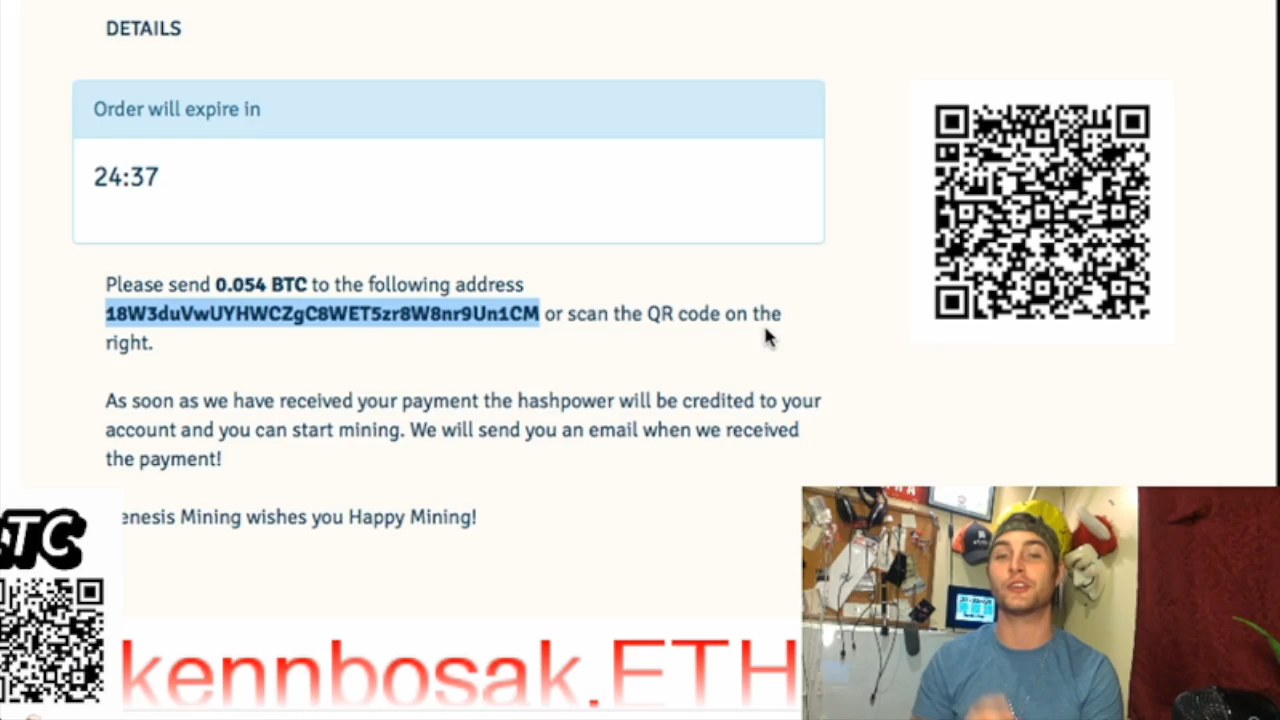 DETAILS
Order will expire in
24:37
Please send 0.054 BTC to the following address
18W3duVwUYHWCZgC8WET5zr8W8nr9Un1CM or scan the QR code on the
right.
As soon as we have received your payment the hashpower will be credited to your
account and you can start mining. We will send you an email when we received
the payment!
enesis Mining wishes you Happy Mining!
TC
kennbosak.ETH